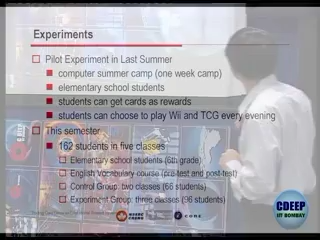 Experiments
Pilot Experiment in Last Summer
computer summer camp (one week camp)
elementary school students
students can get cards as rewards
students can choose to play Wii and TCG every evening
This semester
162 students in five classes
Elementary school students (6th grade)
English Vocabulary course (pre-test and post-test)
Control Group: two classes (66 students)
Experiment Group: three classes (96 students)
CDEEP
IIT BOMBAY